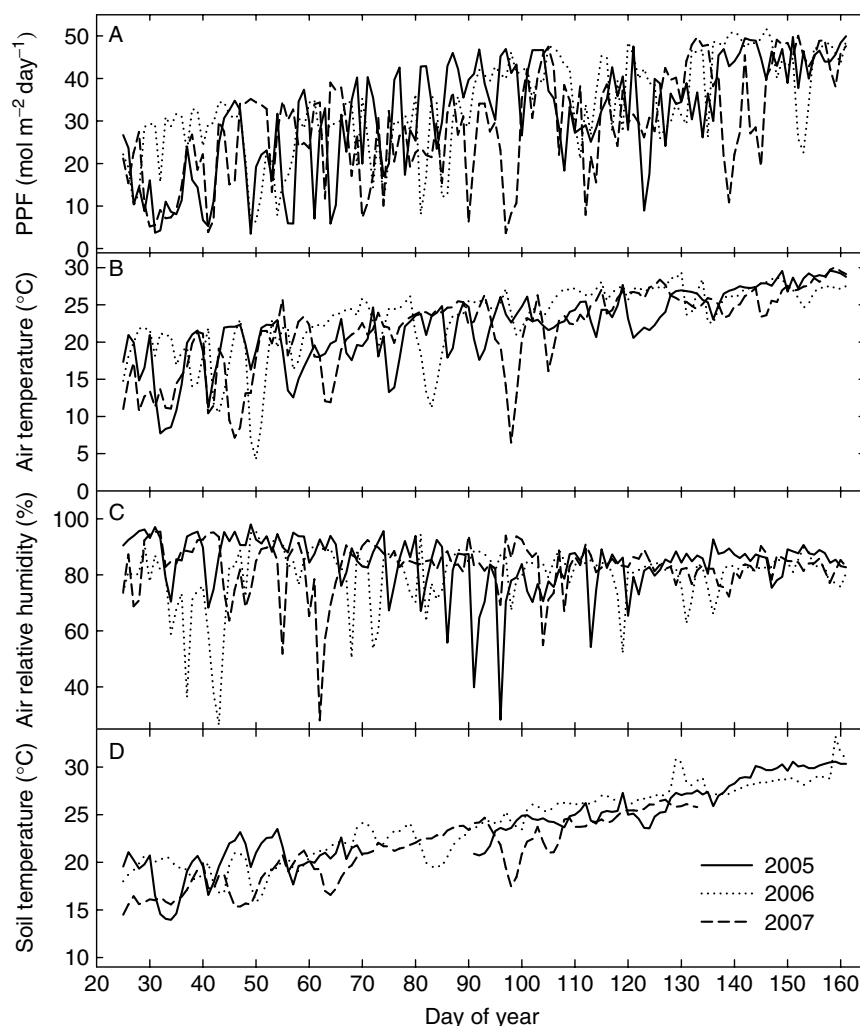 A
PPF (mol m⁻² day⁻¹)
50
40
30
20
10
0
B
Air temperature (°C)
30
25
20
15
10
5
0
C
Air relative humidity (%)
100
80
60
40
D
Soil temperature (°C)
30
25
20
15
10
2005
2006
2007
20 30 40 50 60 70 80 90 100 110 120 130 140 150 160
Day of year